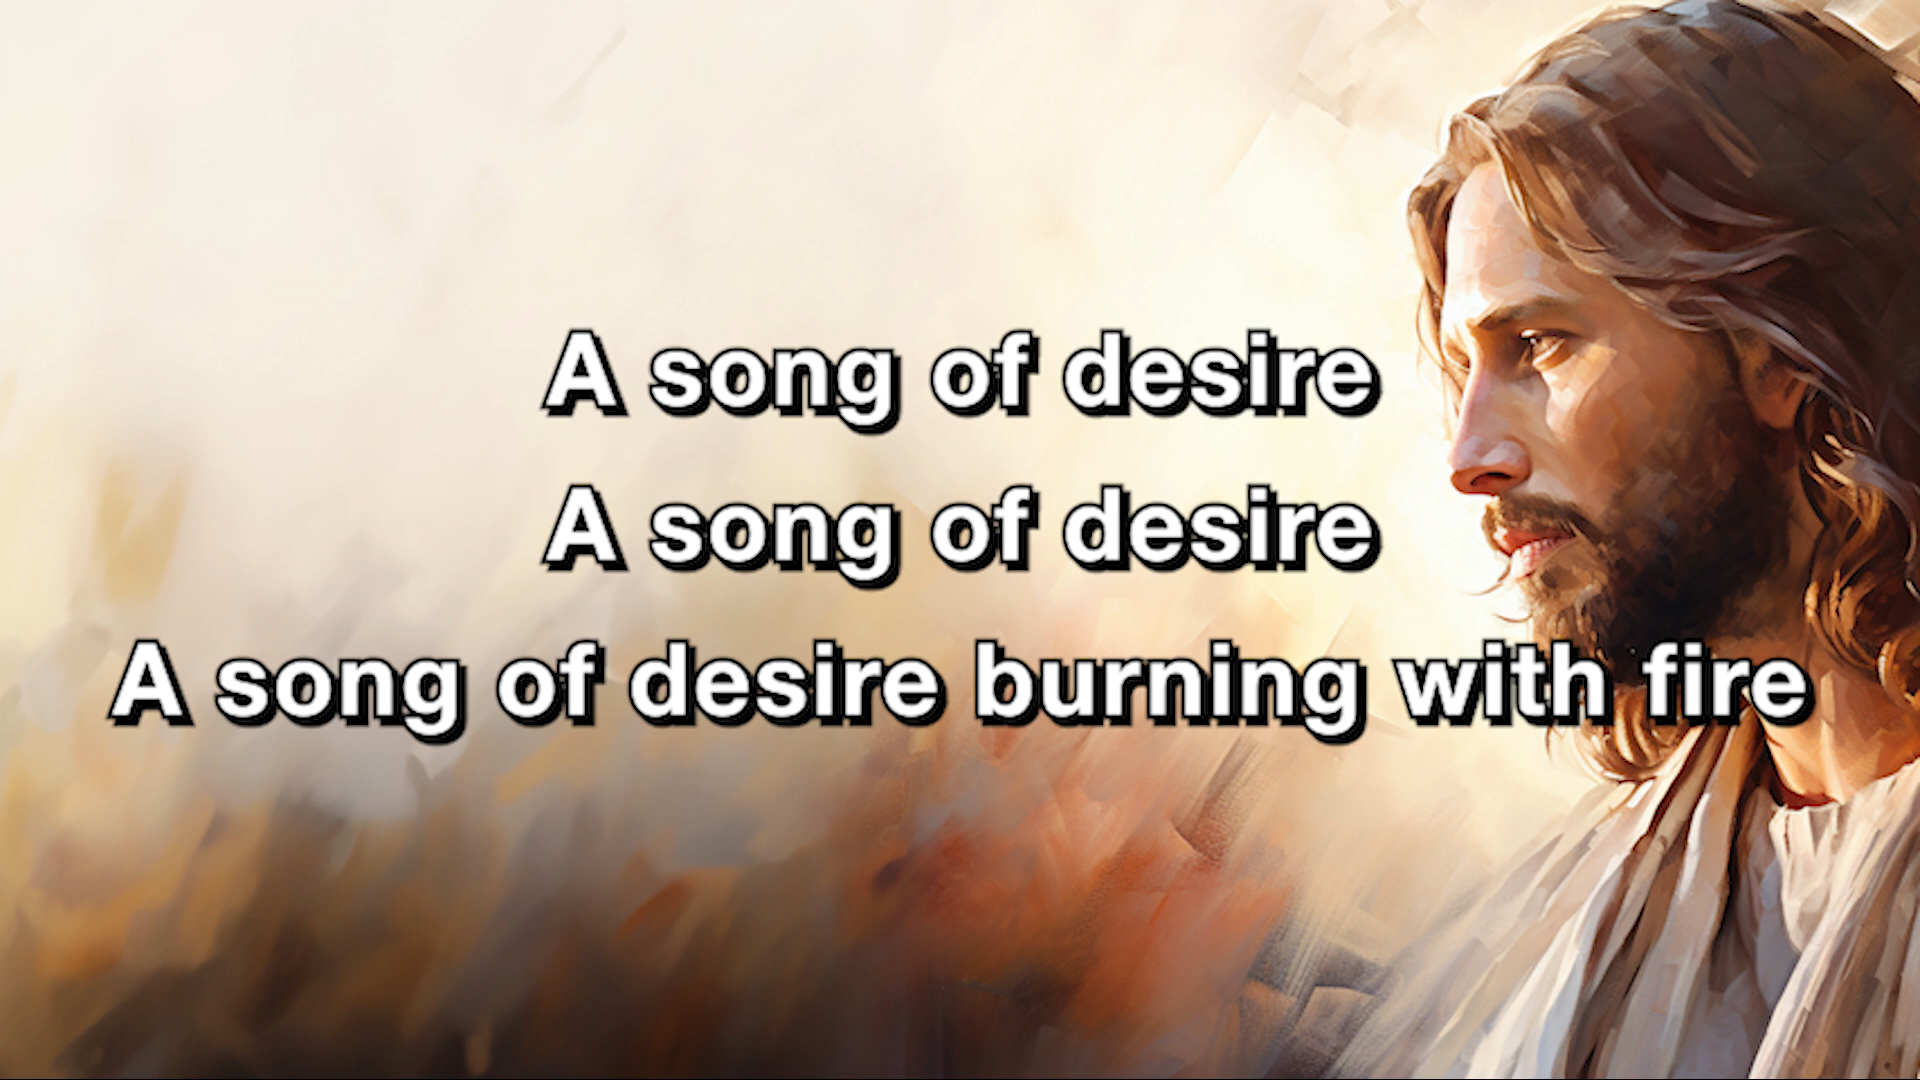 A song of desire
A song of desire
A song of desire burning with fire